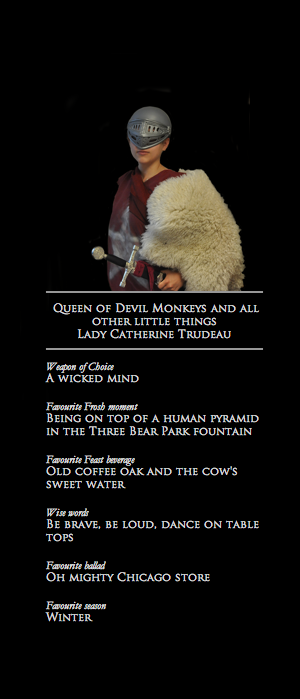 Queen of Devil Monkeys and all
other little things
Lady Catherine Trudeau
Weapon of Choice
A wicked mind
Favourite Frosh moment
Being on top of a human pyramid
in the Three Bear Park fountain
Favourite Feast beverage
Old coffee oak and the cow's
sweet water
Wise words
Be brave, be loud, dance on table
tops
Favourite ballad
Oh mighty Chicago store
Favourite season
Winter